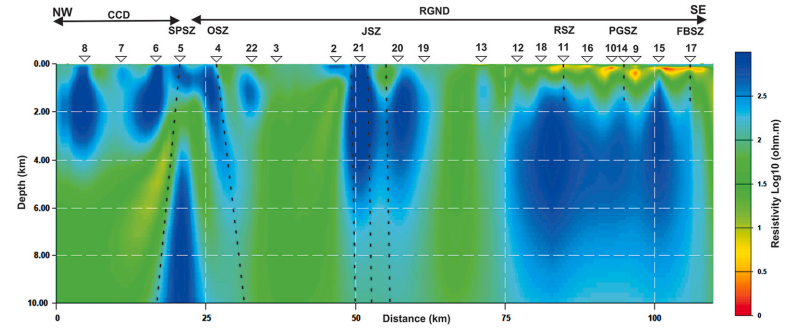 NW SE
CCD RGND
SPSZ OSZ JSZ RSZ PGSZ FBSZ
8 7 6 5 4 22 3 2 21 20 19 13 12 18 11 16 10 14 9 15 17
0.00
2.00
4.00
6.00
8.00
10.00
Depth (km)
0 25 50 75 100
Distance (km)
2.5
2
1.5
1
0.5
0
Resistivity Log10 (ohm.m)